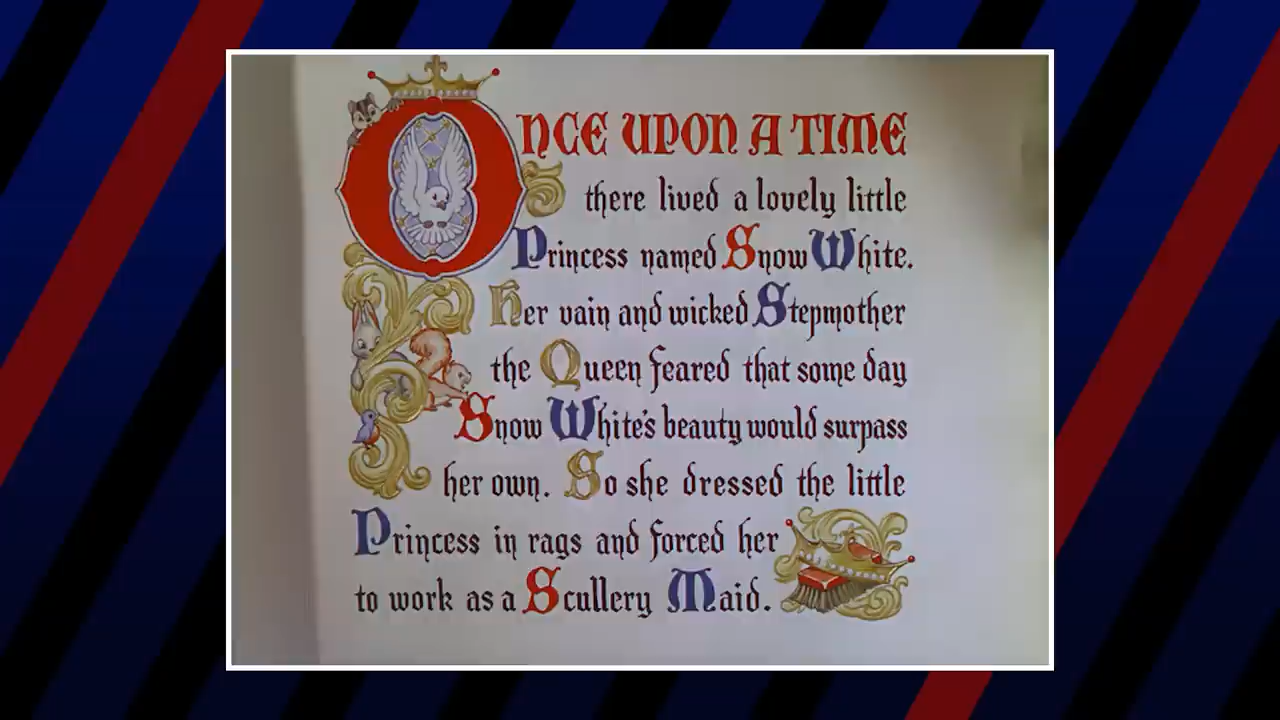 ONCE UPON A TIME
there lived a lovely little
Princess named Snow White.
Her vain and wicked Stepmother
the Queen feared that some day
Snow White's beauty would surpass
her own. So she dressed the little
Princess in rags and forced her
to work as a Scullery Maid.